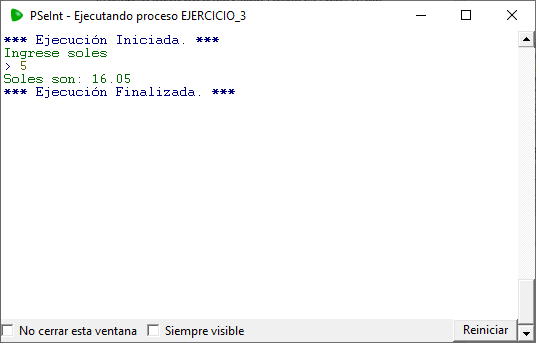 PSeInt - Ejecutando proceso EJERCICIO_3
*** Ejecución Iniciada. ***
Ingrese soles
> 5
Soles son: 16.05
*** Ejecución Finalizada. ***
No cerrar esta ventana
Siempre visible
Reiniciar